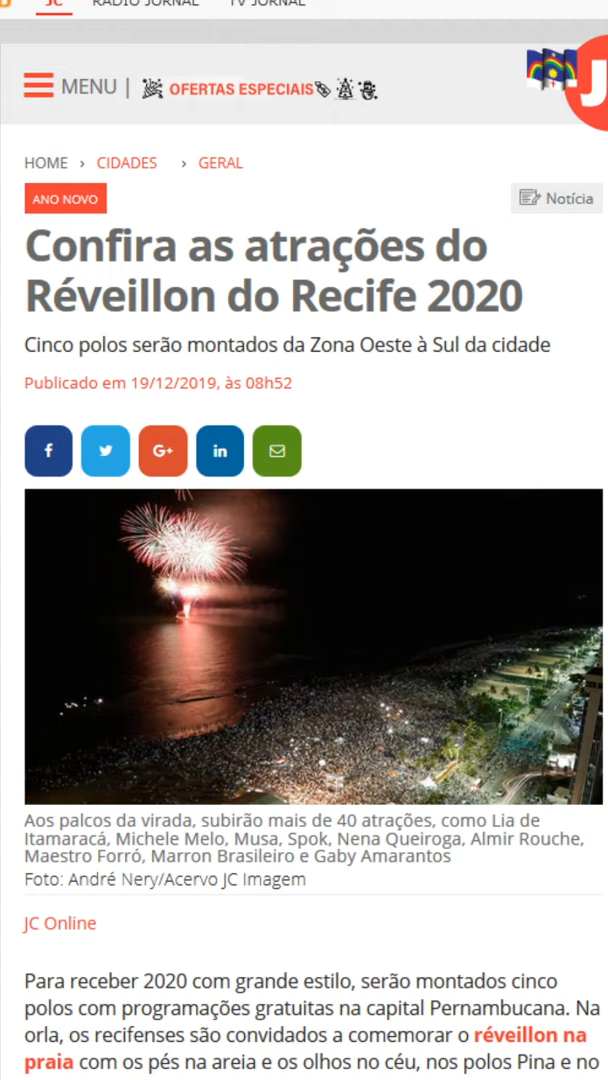 JC RÁDIO JORNAL TV JORNAL
MENU | OFERTAS ESPECIAIS
J
HOME › CIDADES › GERAL
ANO NOVO
Notícia
Confira as atrações do
Réveillon do Recife 2020
Cinco polos serão montados da Zona Oeste à Sul da cidade
Publicado em 19/12/2019, às 08h52
f
G+
in
Aos palcos da virada, subirão mais de 40 atrações, como Lia de
Itamaracá, Michele Melo, Musa, Spok, Nena Queiroga, Almir Rouche,
Maestro Forró, Marron Brasileiro e Gaby Amarantos
Foto: André Nery/Acervo JC Imagem
JC Online
Para receber 2020 com grande estilo, serão montados cinco
polos com programações gratuitas na capital Pernambucana. Na
orla, os recifenses são convidados a comemorar o réveillon na
praia com os pés na areia e os olhos no céu, nos polos Pina e no